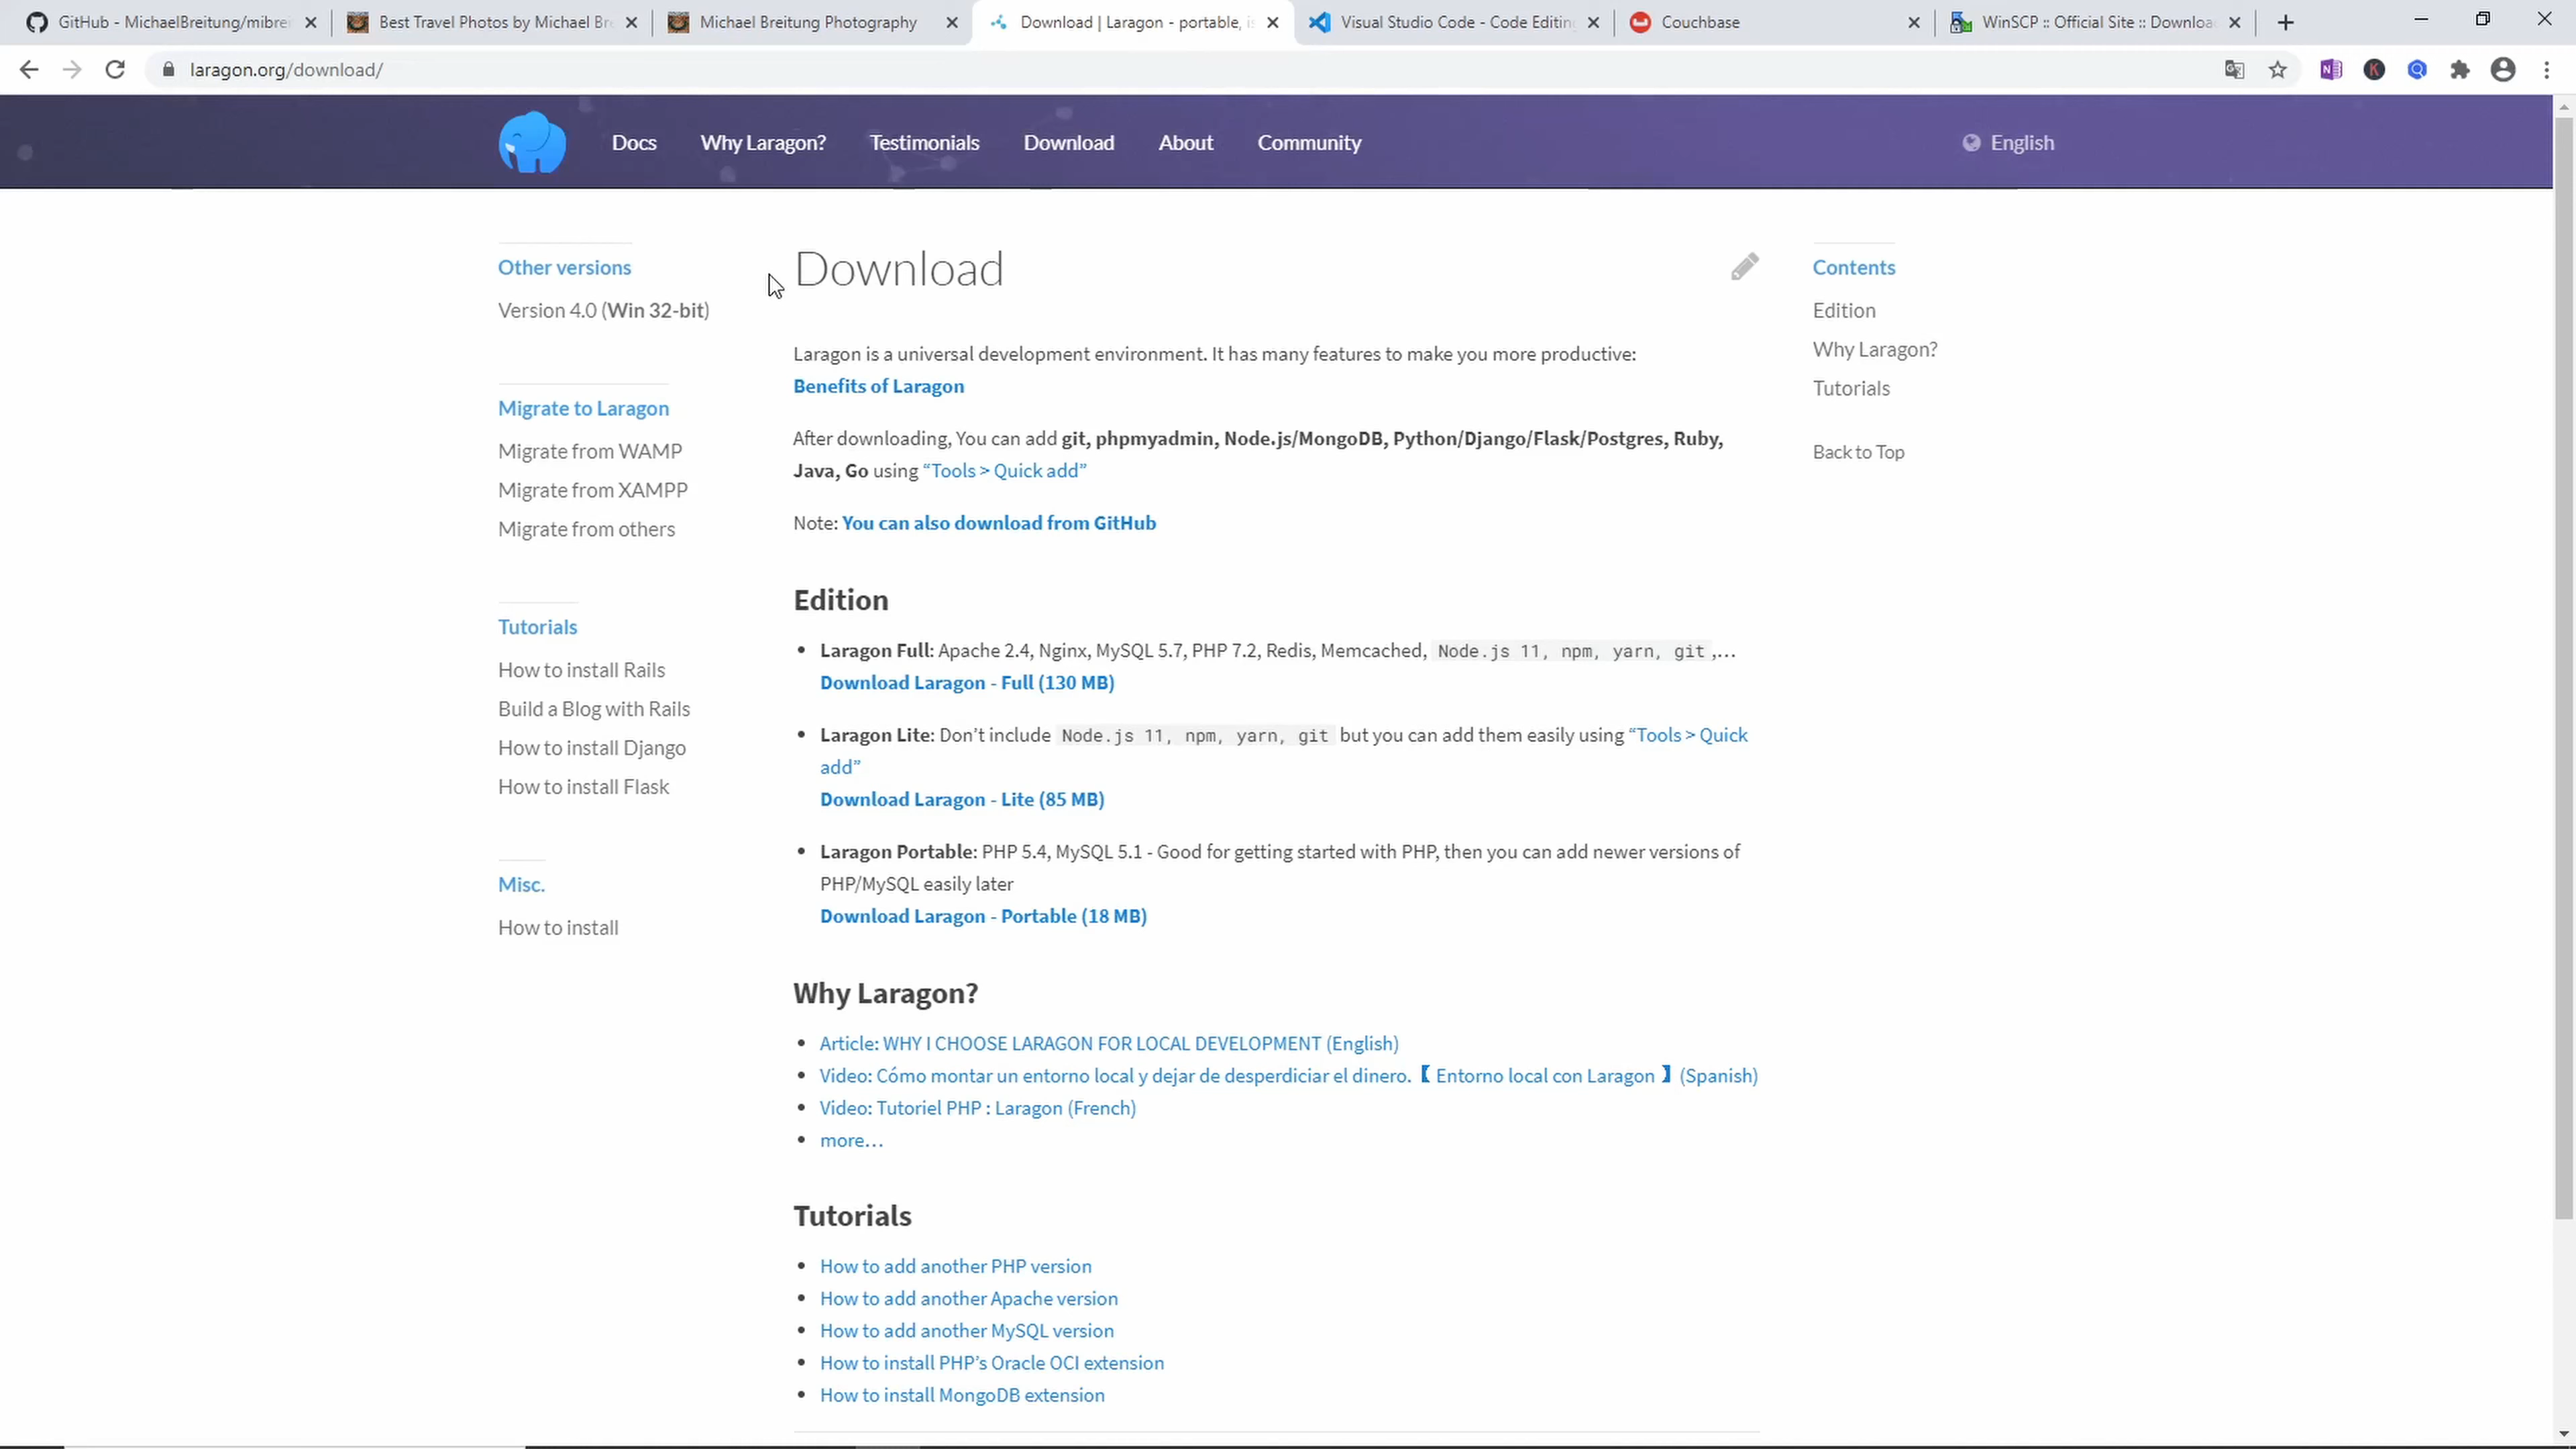 GitHub - MichaelBreitung/mibrei
Best Travel Photos by Michael Bre
Michael Breitung Photography
Download | Laragon - portable, is
Visual Studio Code - Code Editing
Couchbase
WinSCP :: Official Site :: Download
laragon.org/download/
Docs
Why Laragon?
Testimonials
Download
About
Community
English
Other versions
Version 4.0 (Win 32-bit)
Migrate to Laragon
Migrate from WAMP
Migrate from XAMPP
Migrate from others
Tutorials
How to install Rails
Build a Blog with Rails
How to install Django
How to install Flask
Misc.
How to install
Download
Laragon is a universal development environment. It has many features to make you more productive:
Benefits of Laragon
After downloading, You can add git, phpmyadmin, Node.js/MongoDB, Python/Django/Flask/Postgres, Ruby,
Java, Go using “Tools > Quick add”
Note: You can also download from GitHub
Edition
• Laragon Full: Apache 2.4, Nginx, MySQL 5.7, PHP 7.2, Redis, Memcached, Node.js 11, npm, yarn, git ,…
Download Laragon - Full (130 MB)
• Laragon Lite: Don’t include Node.js 11, npm, yarn, git but you can add them easily using “Tools > Quick
add”
Download Laragon - Lite (85 MB)
• Laragon Portable: PHP 5.4, MySQL 5.1 - Good for getting started with PHP, then you can add newer versions of
PHP/MySQL easily later
Download Laragon - Portable (18 MB)
Why Laragon?
• Article: WHY I CHOOSE LARAGON FOR LOCAL DEVELOPMENT (English)
• Video: Cómo montar un entorno local y dejar de desperdiciar el dinero.【 Entorno local con Laragon 】 (Spanish)
• Video: Tutoriel PHP : Laragon (French)
• more…
Tutorials
• How to add another PHP version
• How to add another Apache version
• How to add another MySQL version
• How to install PHP’s Oracle OCI extension
• How to install MongoDB extension
Contents
Edition
Why Laragon?
Tutorials
Back to Top